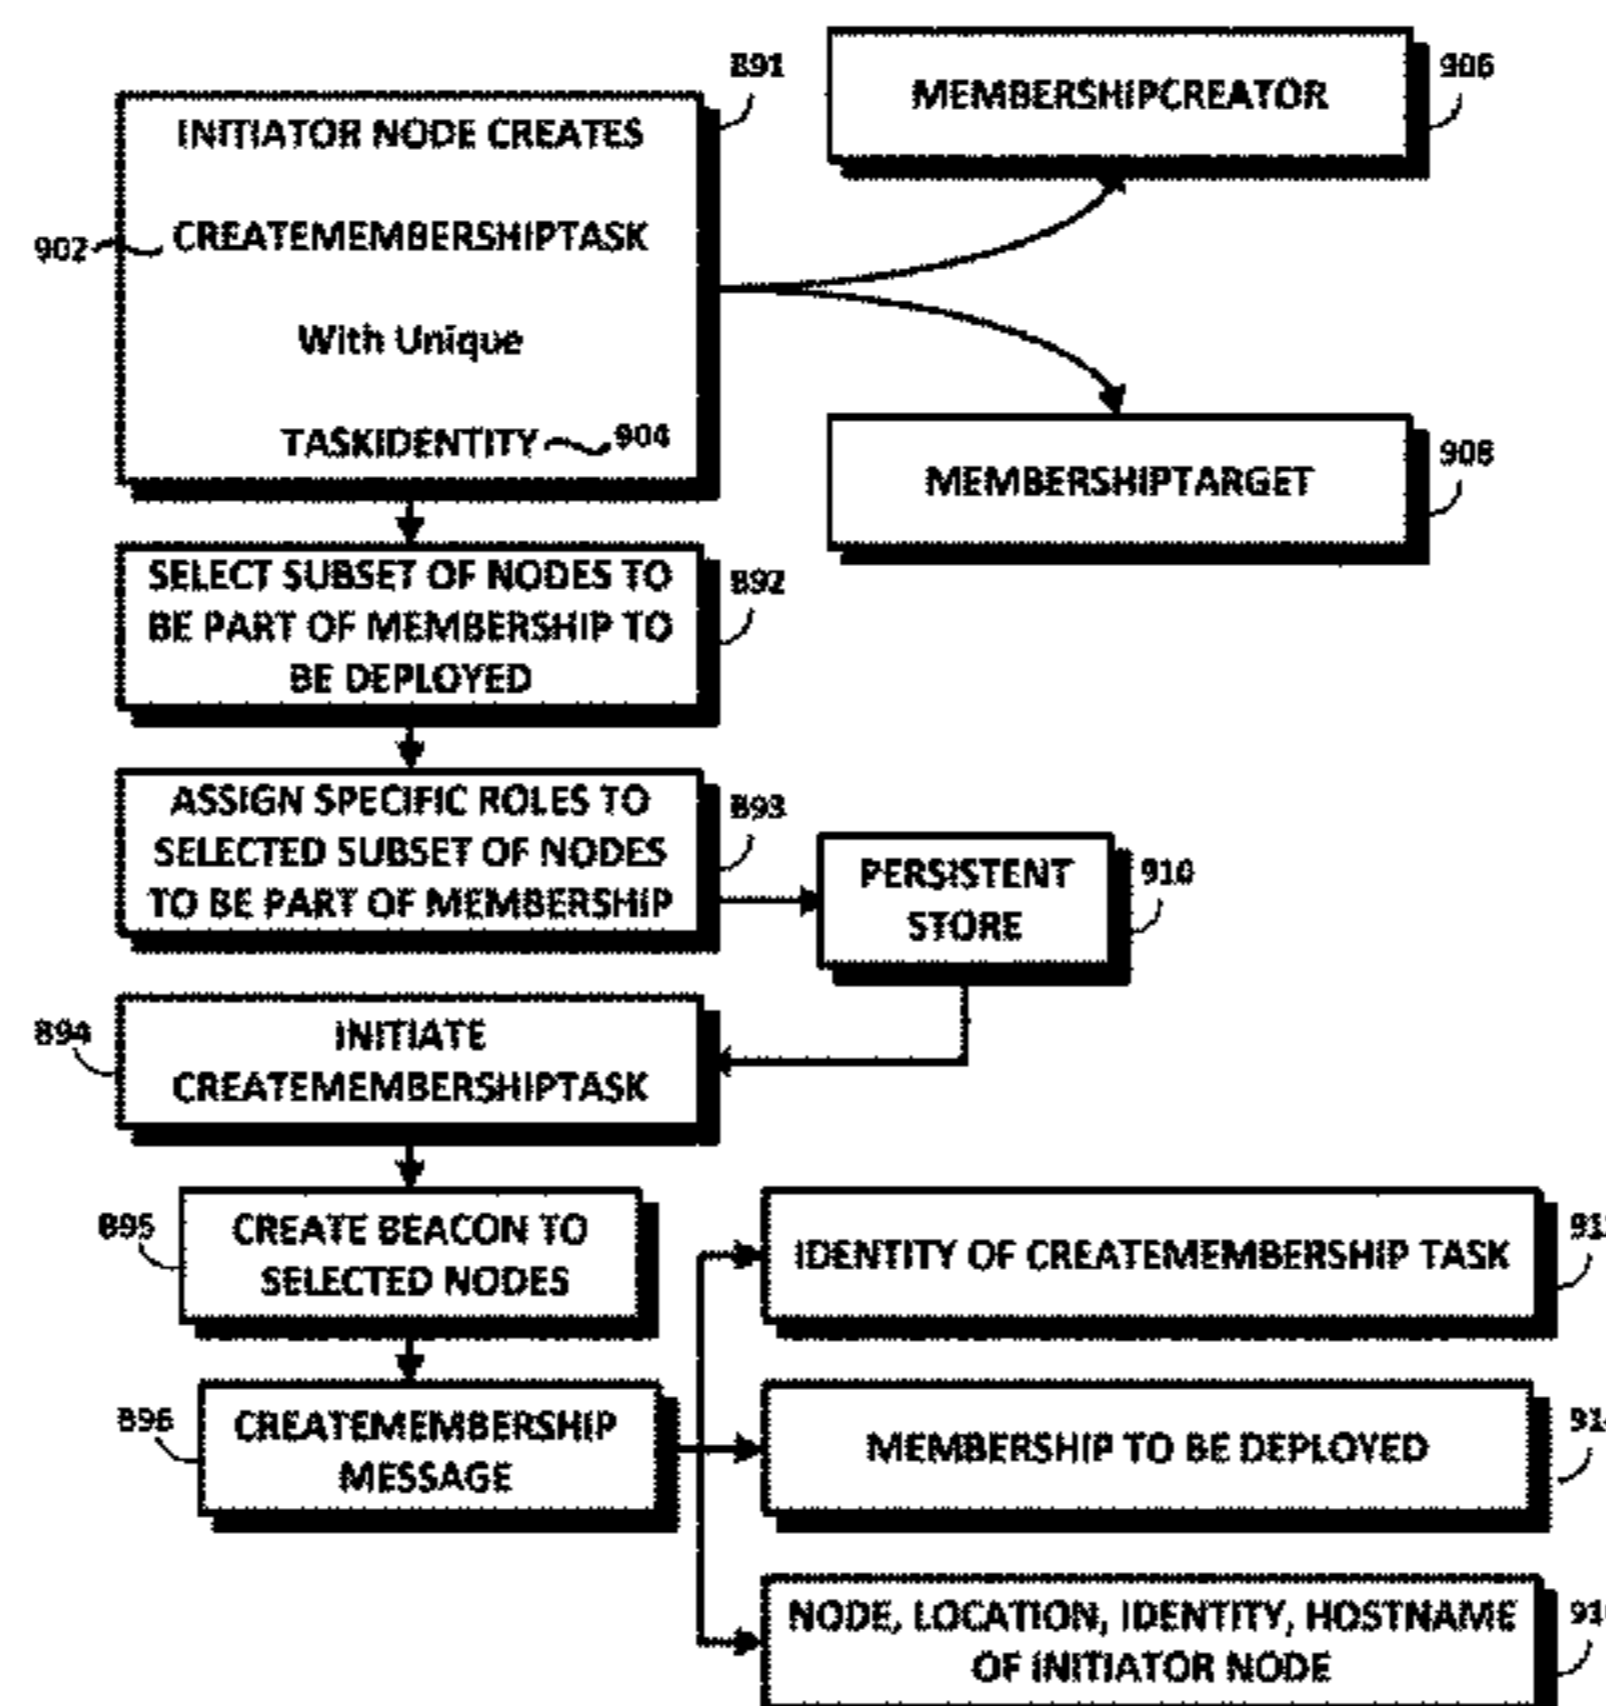 891
INITIATOR NODE CREATES
902
CREATEMEMBERSHIPTASK
With Unique
TASKIDENTITY
904
MEMBERSHIPCREATOR
906
MEMBERSHIPTARGET
908
SELECT SUBSET OF NODES TO
BE PART OF MEMBERSHIP TO
BE DEPLOYED
892
ASSIGN SPECIFIC ROLES TO
SELECTED SUBSET OF NODES
TO BE PART OF MEMBERSHIP
893
PERSISTENT
STORE
910
894
INITIATE
CREATEMEMBERSHIPTASK
895
CREATE BEACON TO
SELECTED NODES
IDENTITY OF CREATEMEMBERSHIP TASK
896
CREATEMEMBERSHIP
MESSAGE
MEMBERSHIP TO BE DEPLOYED
NODE, LOCATION, IDENTITY, HOSTNAME
OF INITIATOR NODE